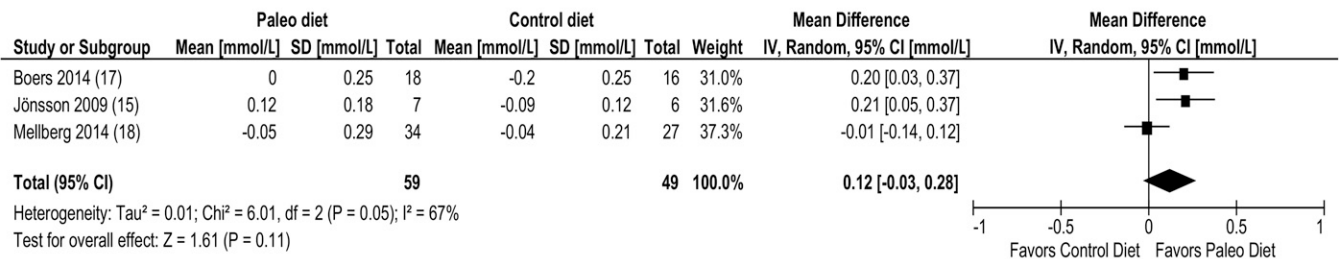 Paleo diet Control diet Mean Difference Mean Difference
Study or Subgroup Mean [mmol/L] SD [mmol/L] Total Mean [mmol/L] SD [mmol/L] Total Weight IV, Random, 95% CI [mmol/L] IV, Random, 95% CI [mmol/L]
Boers 2014 (17) 0 0.25 18 -0.2 0.25 16 31.0% 0.20 [0.03, 0.37]
Jönsson 2009 (15) 0.12 0.18 7 -0.09 0.12 6 31.6% 0.21 [0.05, 0.37]
Mellberg 2014 (18) -0.05 0.29 34 -0.04 0.21 27 37.3% -0.01 [-0.14, 0.12]
Total (95% CI) 59 49 100.0% 0.12 [-0.03, 0.28]
Heterogeneity: Tau² = 0.01; Chi² = 6.01, df = 2 (P = 0.05); I² = 67%
Test for overall effect: Z = 1.61 (P = 0.11)
-1 -0.5 0 0.5 1
Favors Control Diet Favors Paleo Diet